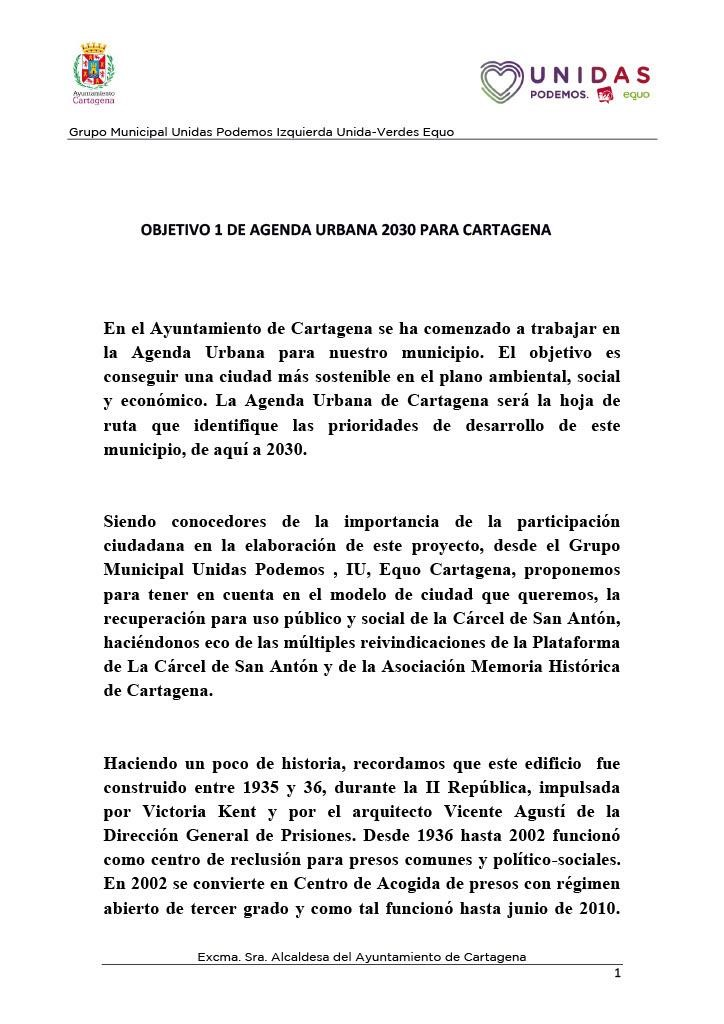 Ayuntamiento
Cartagena
UNIDAS
PODEMOS. equo
Grupo Municipal Unidas Podemos Izquierda Unida-Verdes Equo
OBJETIVO 1 DE AGENDA URBANA 2030 PARA CARTAGENA
En el Ayuntamiento de Cartagena se ha comenzado a trabajar en
la Agenda Urbana para nuestro municipio. El objetivo es
conseguir una ciudad más sostenible en el plano ambiental, social
y económico. La Agenda Urbana de Cartagena será la hoja de
ruta que identifique las prioridades de desarrollo de este
municipio, de aquí a 2030.
Siendo conocedores de la importancia de la participación
ciudadana en la elaboración de este proyecto, desde el Grupo
Municipal Unidas Podemos , IU, Equo Cartagena, proponemos
para tener en cuenta en el modelo de ciudad que queremos, la
recuperación para uso público y social de la Cárcel de San Antón,
haciéndonos eco de las múltiples reivindicaciones de la Plataforma
de La Cárcel de San Antón y de la Asociación Memoria Histórica
de Cartagena.
Haciendo un poco de historia, recordamos que este edificio  fue
construido entre 1935 y 36, durante la II República, impulsada
por Victoria Kent y por el arquitecto Vicente Agustí de la
Dirección General de Prisiones. Desde 1936 hasta 2002 funcionó
como centro de reclusión para presos comunes y político-sociales.
En 2002 se convierte en Centro de Acogida de presos con régimen
abierto de tercer grado y como tal funcionó hasta junio de 2010.
Excma. Sra. Alcaldesa del Ayuntamiento de Cartagena
1